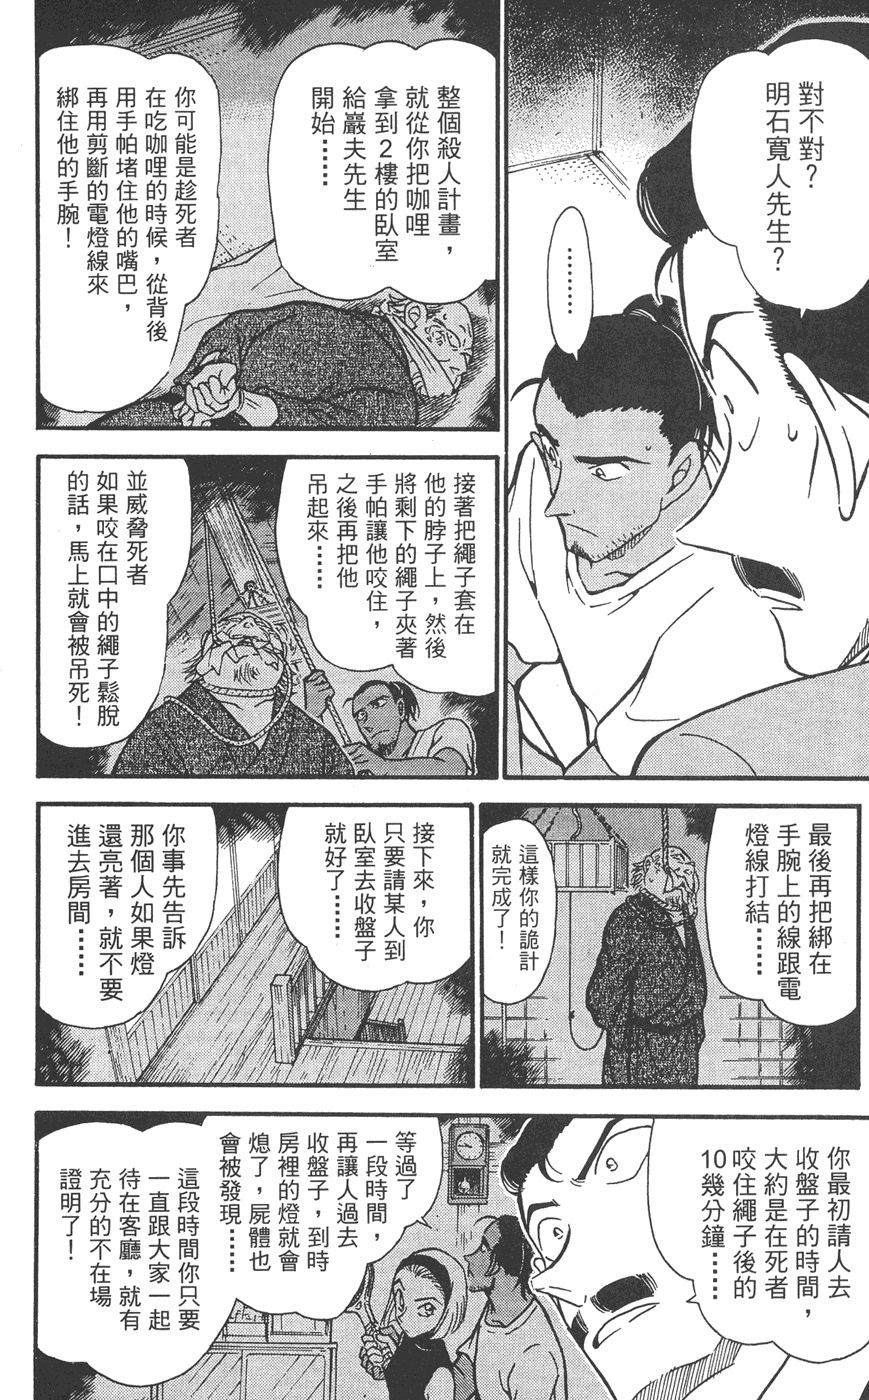 對不對？
明石寬人先生？
………
整個殺人計畫，
就從你把咖哩
拿到2樓的臥室
給巖夫先生
開始……
你可能是趁死者
在吃咖哩的時候，從背後
用手帕堵住他的嘴巴，
再用剪斷的電燈線來
綁住他的手腕！
接著把繩子套在
他的脖子上，然後
將剩下的繩子夾著
手帕讓他咬住，
之後再把他
吊起來……
並威脅死者
如果咬在口中的繩子鬆脫
的話，馬上就會被吊死！
最後再把綁在
手腕上的線跟電
燈線打結……
這樣你的詭計
就完成了！
接下來，你
只要請某人到
臥室去收盤子
就好了……
你事先告訴
那個人如果燈
還亮著，就不要
進去房間……
你最初請人去
收盤子的時間，
大約是在死者
咬住繩子後的
10幾分鐘……
等過了
一段時間，
再讓人過去
收盤子，到時
房裡的燈就會
熄了，屍體也
會被發現……
這段時間你只要
一直跟大家一起
待在客廳，就有
充分的不在場
證明了！